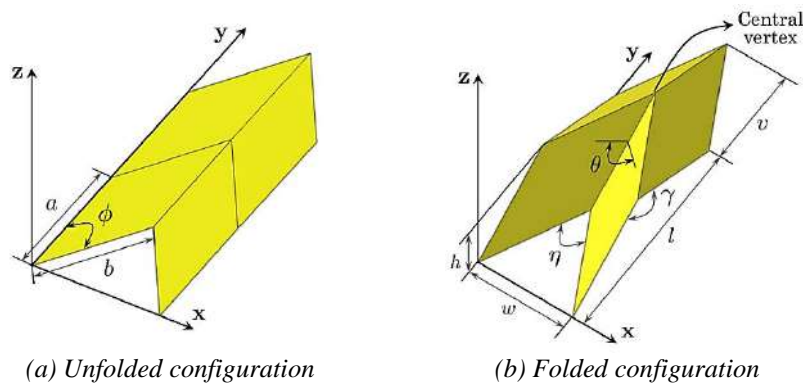 z
y
a
ϕ
b
x
(a) Unfolded configuration
Central
vertex
y
z
θ
v
γ
η
l
h
w
x
(b) Folded configuration